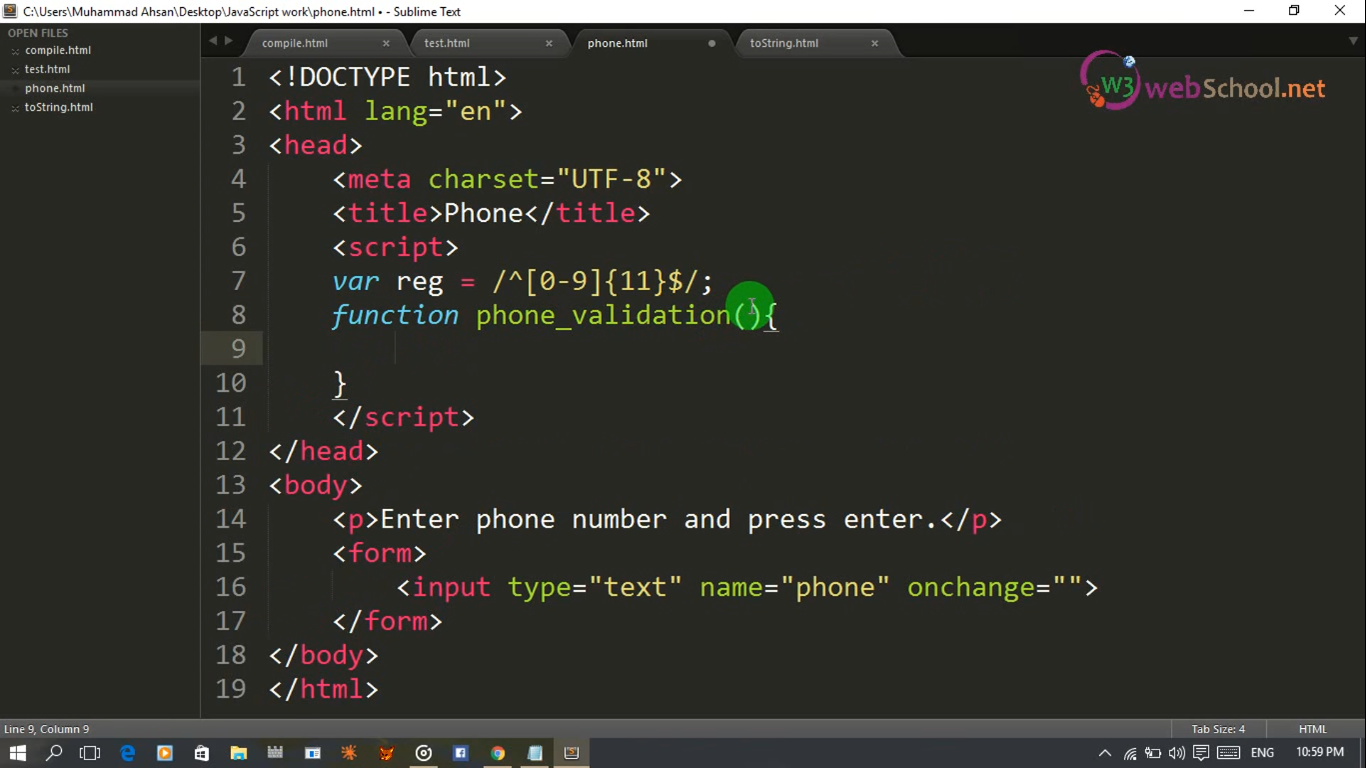 C:\Users\Muhammad Ahsan\Desktop\JavaScript work\phone.html • - Sublime Text
OPEN FILES
compile.html
test.html
phone.html
toString.html
compile.html × test.html × phone.html toString.html ×
W3 webSchool.net
1 <!DOCTYPE html>
2 <html lang="en">
3 <head>
4 <meta charset="UTF-8">
5 <title>Phone</title>
6 <script>
7 var reg = /^[0-9]{11}$/;
8 function phone_validation(){
9
10 }
11 </script>
12 </head>
13 <body>
14 <p>Enter phone number and press enter.</p>
15 <form>
16 <input type="text" name="phone" onchange="">
17 </form>
18 </body>
19 </html>
Line 9, Column 9 Tab Size: 4 HTML
ENG 10:59 PM